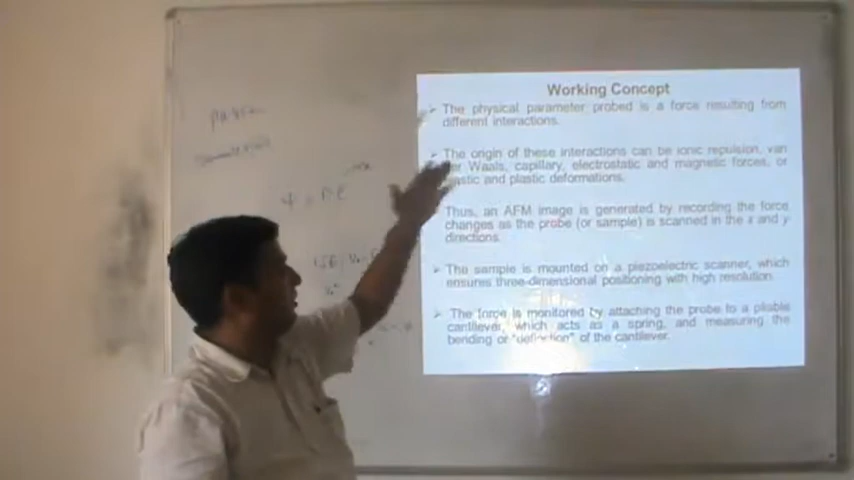 Working Concept
The physical parameter probed is a force resulting from
different interactions.
The origin of these interactions can be ionic repulsion, van
Waals, capillary, electrostatic and magnetic forces, or
and plastic deformations.
Thus, an AFM image is generated by recording the force
changes as the probe (or sample) is scanned in the x and y
directions.
The sample is mounted on a piezoelectric scanner, which
ensures three-dimensional positioning with high resolution.
The force is monitored by attaching the probe to a pliable
cantilever, which acts as a spring, and measuring the
bending or "deflection" of the cantilever.